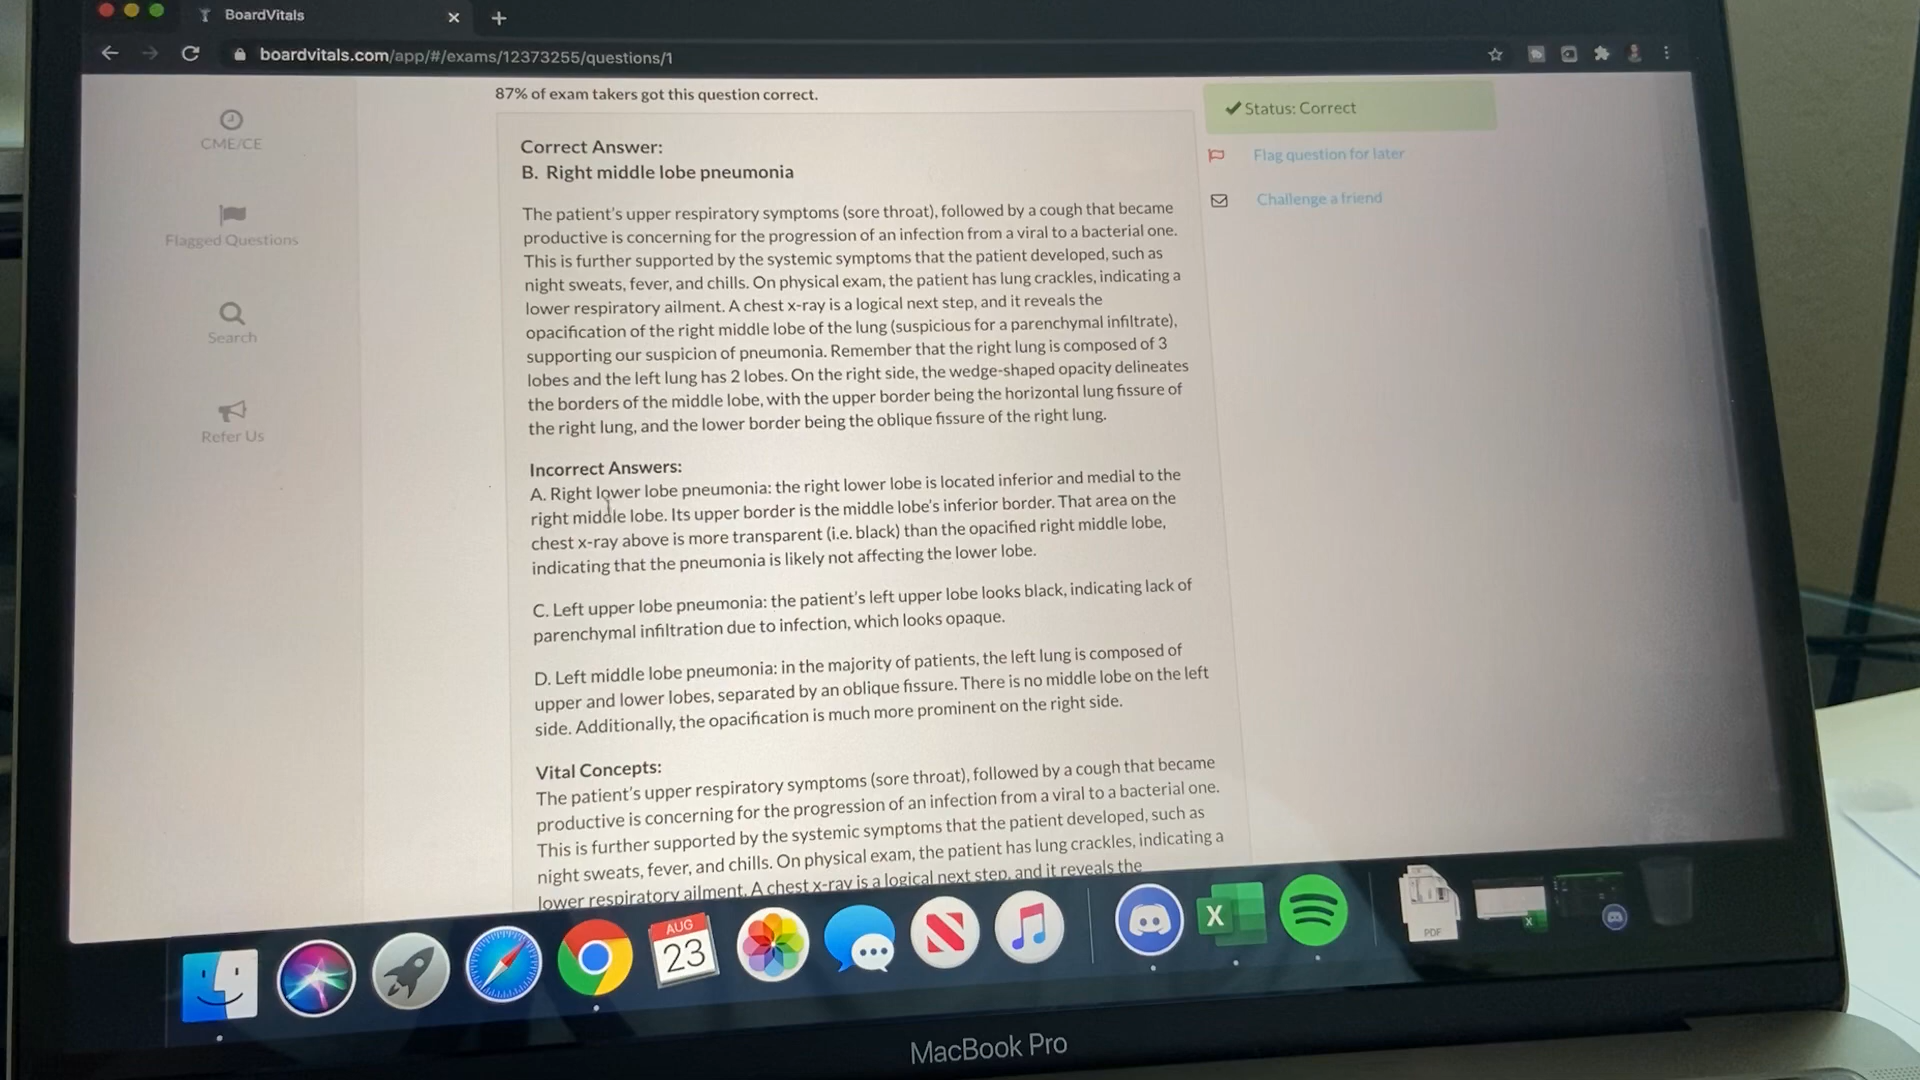 BoardVitals
boardvitals.com/app/#/exams/12373255/questions/1
CME/CE
Flagged Questions
Search
Refer Us
87% of exam takers got this question correct.
Correct Answer:
B. Right middle lobe pneumonia
The patient's upper respiratory symptoms (sore throat), followed by a cough that became
productive is concerning for the progression of an infection from a viral to a bacterial one.
This is further supported by the systemic symptoms that the patient developed, such as
night sweats, fever, and chills. On physical exam, the patient has lung crackles, indicating a
lower respiratory ailment. A chest x-ray is a logical next step, and it reveals the
opacification of the right middle lobe of the lung (suspicious for a parenchymal infiltrate),
supporting our suspicion of pneumonia. Remember that the right lung is composed of 3
lobes and the left lung has 2 lobes. On the right side, the wedge-shaped opacity delineates
the borders of the middle lobe, with the upper border being the horizontal lung fissure of
the right lung, and the lower border being the oblique fissure of the right lung.
Incorrect Answers:
A. Right lower lobe pneumonia: the right lower lobe is located inferior and medial to the
right middle lobe. Its upper border is the middle lobe's inferior border. That area on the
chest x-ray above is more transparent (i.e. black) than the opacified right middle lobe,
indicating that the pneumonia is likely not affecting the lower lobe.
C. Left upper lobe pneumonia: the patient's left upper lobe looks black, indicating lack of
parenchymal infiltration due to infection, which looks opaque.
D. Left middle lobe pneumonia: in the majority of patients, the left lung is composed of
upper and lower lobes, separated by an oblique fissure. There is no middle lobe on the left
side. Additionally, the opacification is much more prominent on the right side.
Vital Concepts:
The patient's upper respiratory symptoms (sore throat), followed by a cough that became
productive is concerning for the progression of an infection from a viral to a bacterial one.
This is further supported by the systemic symptoms that the patient developed, such as
night sweats, fever, and chills. On physical exam, the patient has lung crackles, indicating a
lower respiratory ailment. A chest x-ray is a logical next step, and it reveals the
Status: Correct
Flag question for later
Challenge a friend
AUG
23
X
PDF
X
MacBook Pro